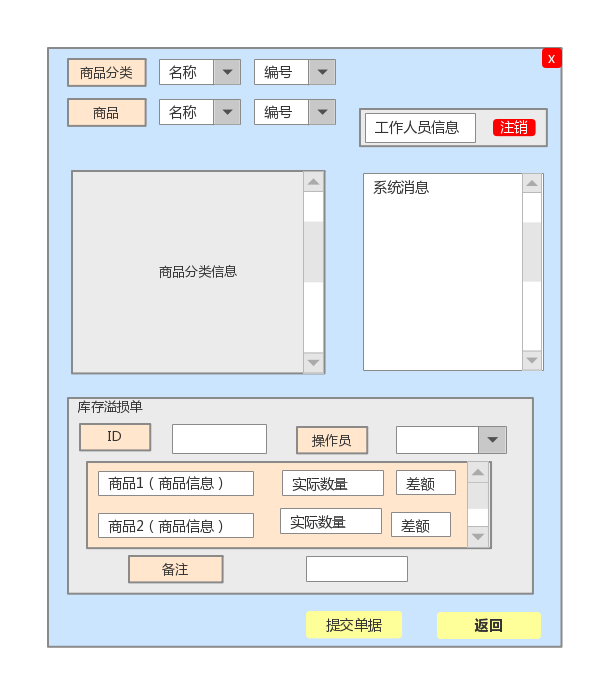 x
商品分类 名称 编号
商品 名称 编号
工作人员信息 注销
系统消息
商品分类信息
库存溢损单
ID 操作员
商品1（商品信息） 实际数量 差额
商品2（商品信息） 实际数量 差额
备注
提交单据 返回